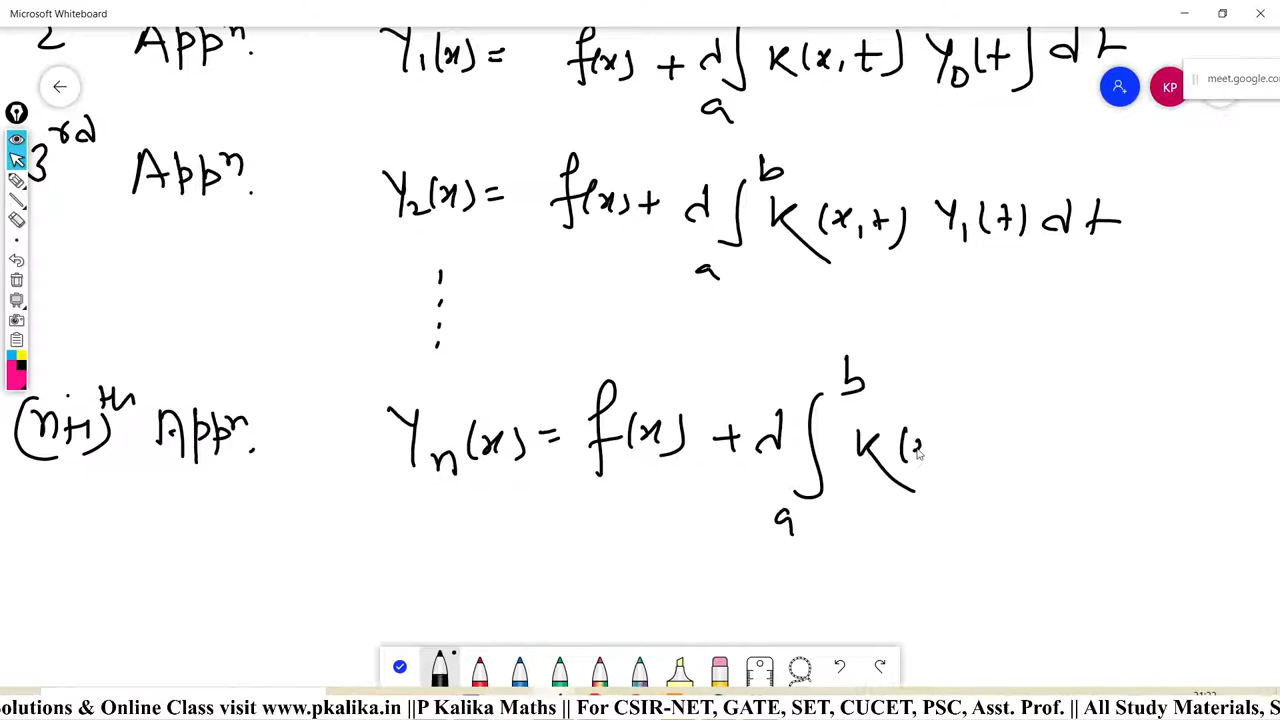 Microsoft Whiteboard
2 Appⁿ. Y₁(x) = f(x) + λ∫ₐ K(x,t) Y₀(t) dt
KP
meet.google.co
3ʳᵈ Appⁿ. Y₂(x) = f(x) + λ∫ₐᵇ K(x,t) Y₁(t) dt
(n+1)ᵗʰ Appⁿ. Yₙ(x) = f(x) + λ∫ₐᵇ K(
olutions & Online Class visit www.pkalika.in ||P Kalika Maths || For CSIR-NET, GATE, SET, CUCET, PSC, Asst. Prof. || All Study Materials, S